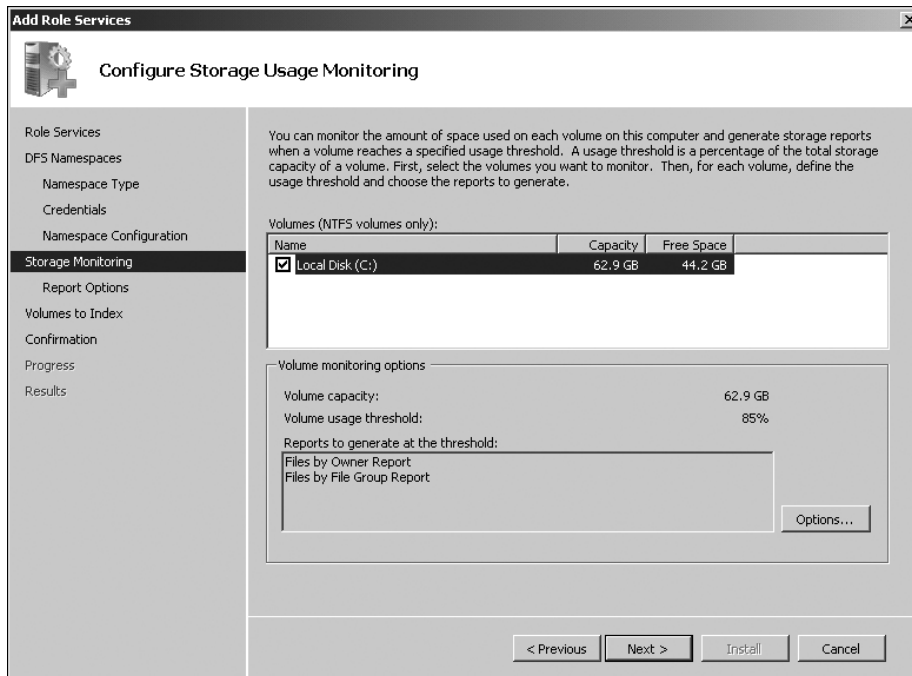 Add Role Services
Configure Storage Usage Monitoring
Role Services
DFS Namespaces
Namespace Type
Credentials
Namespace Configuration
Storage Monitoring
Report Options
Volumes to Index
Confirmation
Progress
Results
You can monitor the amount of space used on each volume on this computer and generate storage reports
when a volume reaches a specified usage threshold. A usage threshold is a percentage of the total storage
capacity of a volume. First, select the volumes you want to monitor. Then, for each volume, define the
usage threshold and choose the reports to generate.
Volumes (NTFS volumes only):
Name Capacity Free Space
Local Disk (C:) 62.9 GB 44.2 GB
Volume monitoring options
Volume capacity: 62.9 GB
Volume usage threshold: 85%
Reports to generate at the threshold:
Files by Owner Report
Files by File Group Report
Options...
< Previous Next > Install Cancel